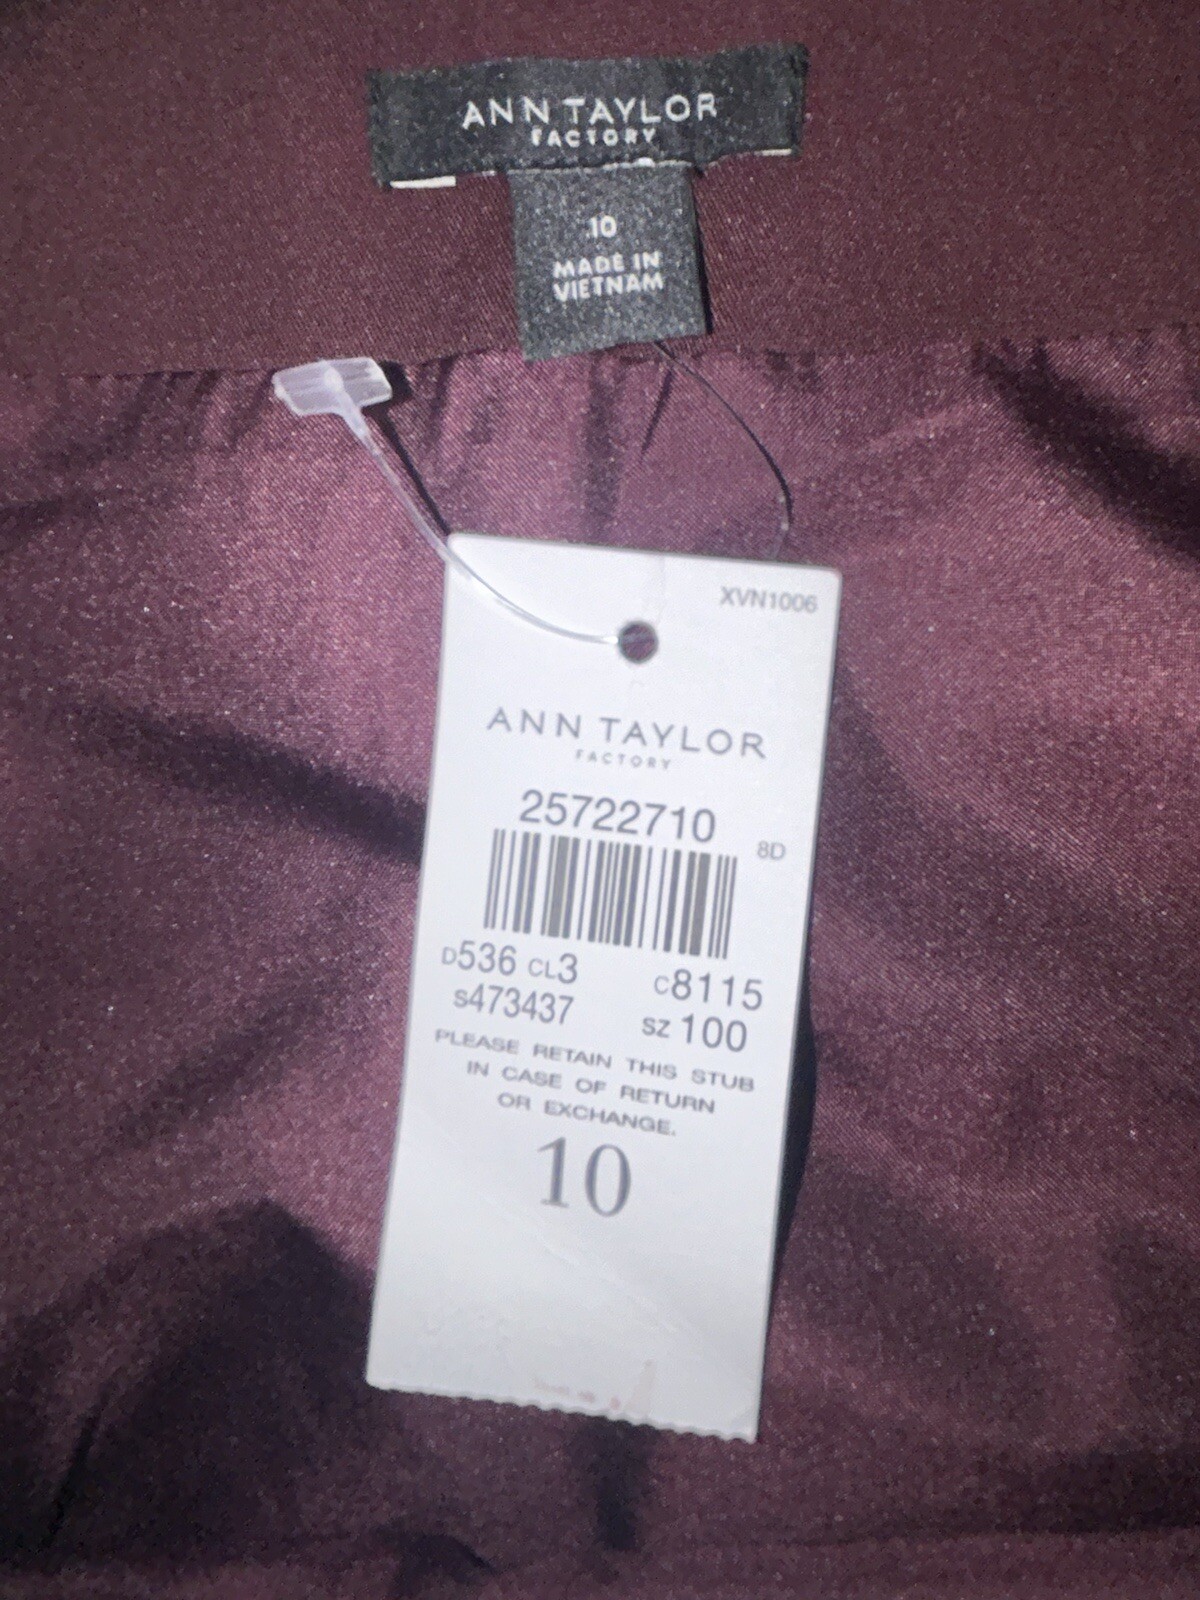 ANN TAYLOR
FACTORY
10
MADE IN
VIETNAM
XVN1006
ANN TAYLOR
FACTORY
25722710
8D
D536 CL3 C8115
S473437 SZ 100
PLEASE RETAIN THIS STUB
IN CASE OF RETURN
OR EXCHANGE.
10